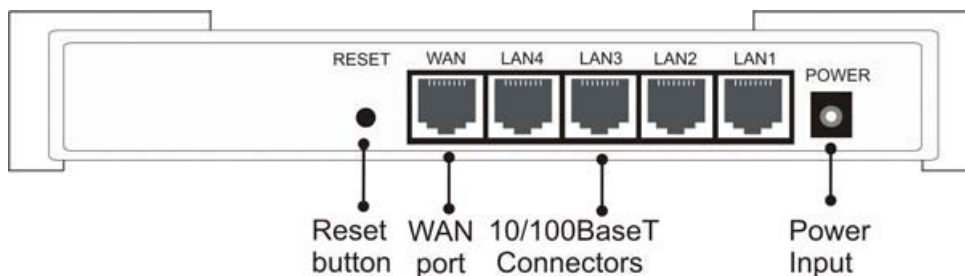 RESET WAN LAN4 LAN3 LAN2 LAN1 POWER
Reset button
WAN port
10/100BaseT Connectors
Power Input